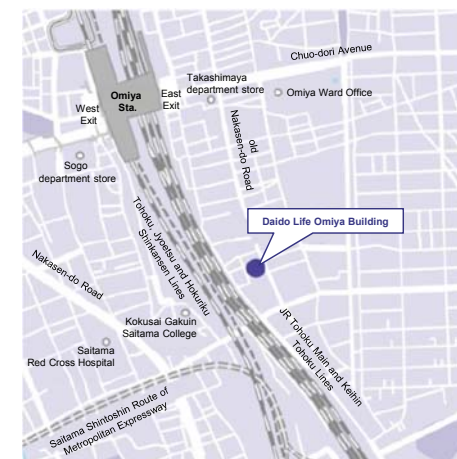 Chuo-dori Avenue
Takashimaya
department store
Omiya Ward Office
Omiya
Sta.
East
Exit
West
Exit
old
Nakasen-do Road
Sogo
department store
Daido Life Omiya Building
Tohoku, Jyoetsu and Hokuriku
Shinkansen Lines
Nakasen-do Road
Kokusai Gakuin
Saitama College
JR Tohoku Main and Keihin
Tohoku Lines
Saitama
Red Cross Hospital
Saitama Shintoshin Route of
Metropolitan Expressway